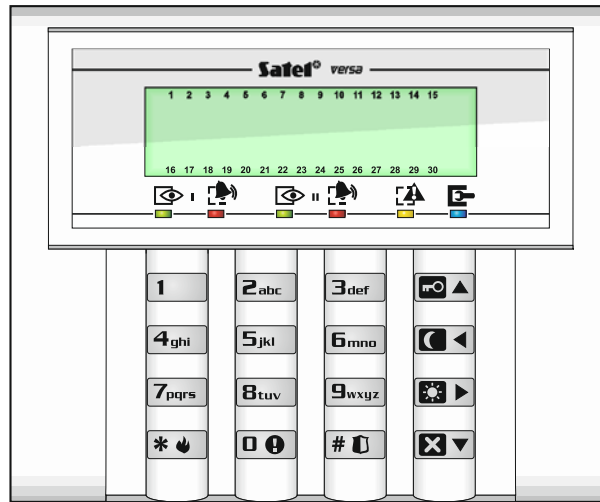 Satel versa
1 2 3 4 5 6 7 8 9 10 11 12 13 14 15
16 17 18 19 20 21 22 23 24 25 26 27 28 29 30
I II
1 2abc 3def
4ghi 5jkl 6mno
7pqrs 8tuv 9wxyz
* 0 #